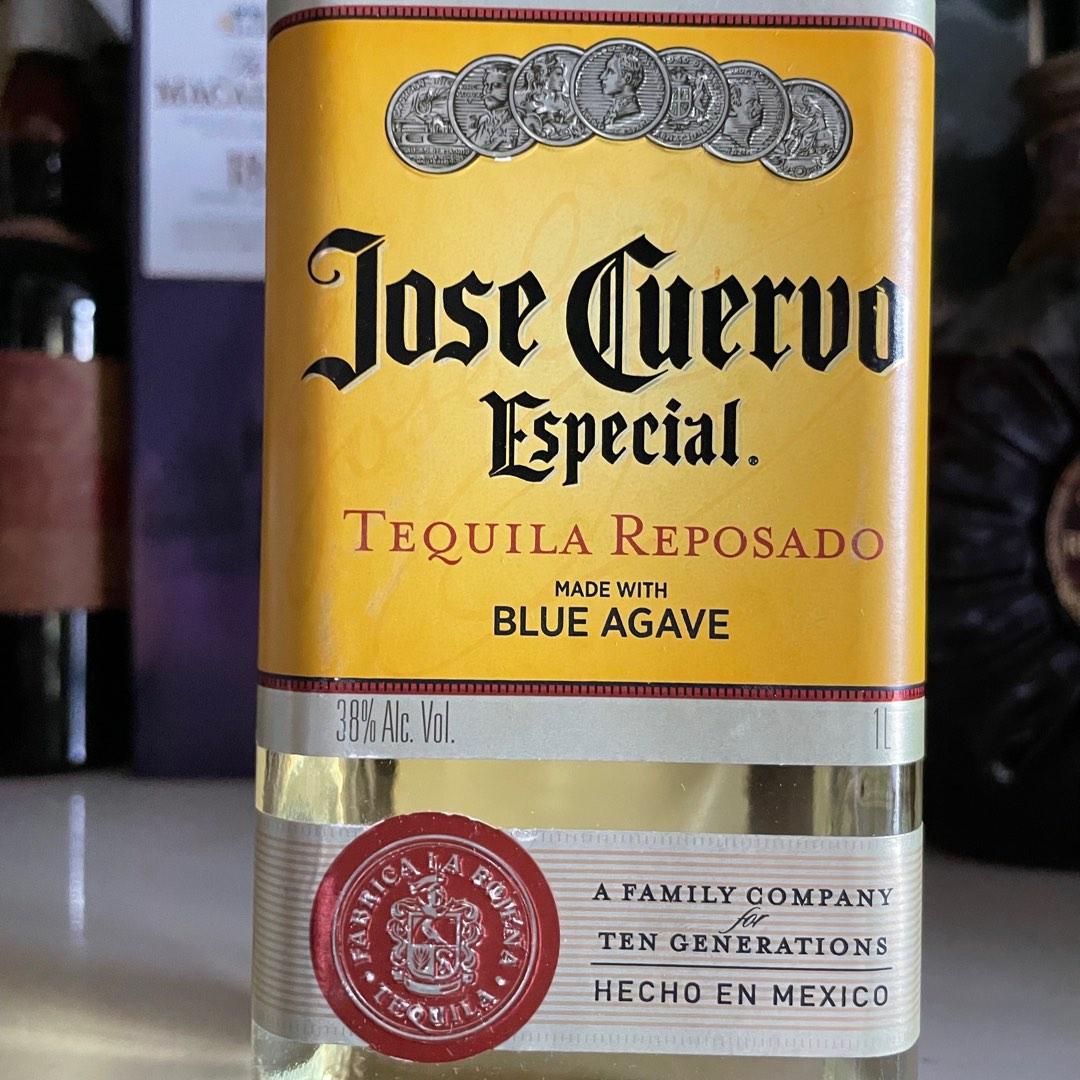 Jose Cuervo
Especial.
TEQUILA REPOSADO
MADE WITH
BLUE AGAVE
38% Alc. Vol.
1L
FABRICA LA ROJEÑA
TEQUILA
A FAMILY COMPANY
for
TEN GENERATIONS
HECHO EN MEXICO